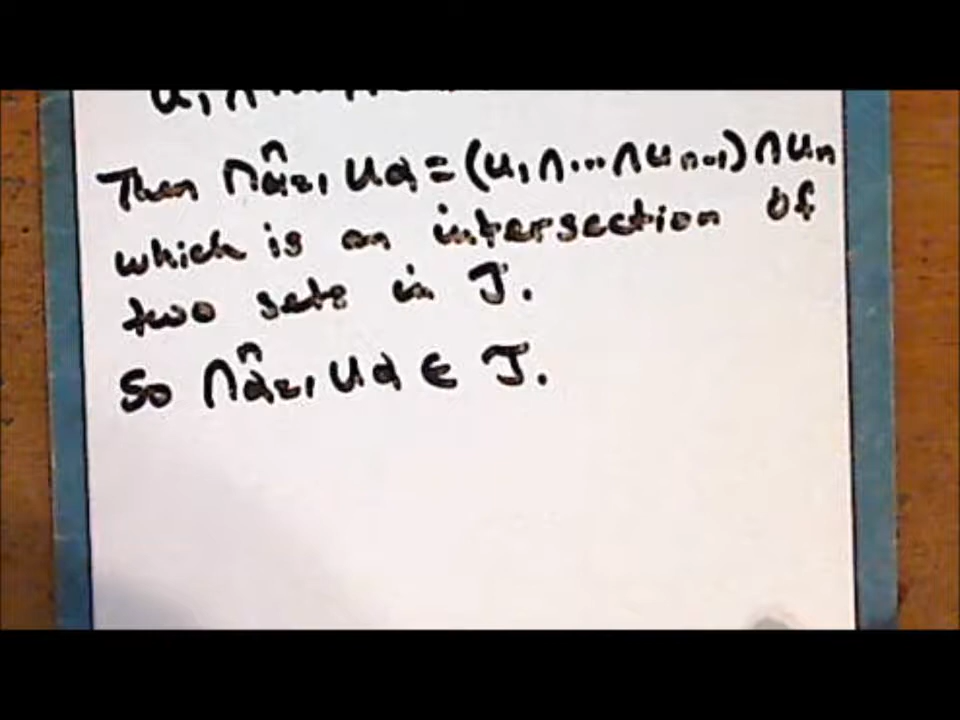 u₁∩
Then ∩ⁿα=₁ Uα = (u₁∩...∩uₙ₋₁)∩uₙ
which is an intersection of
two sets in J.
So ∩ⁿα=₁ Uα ∈ J.